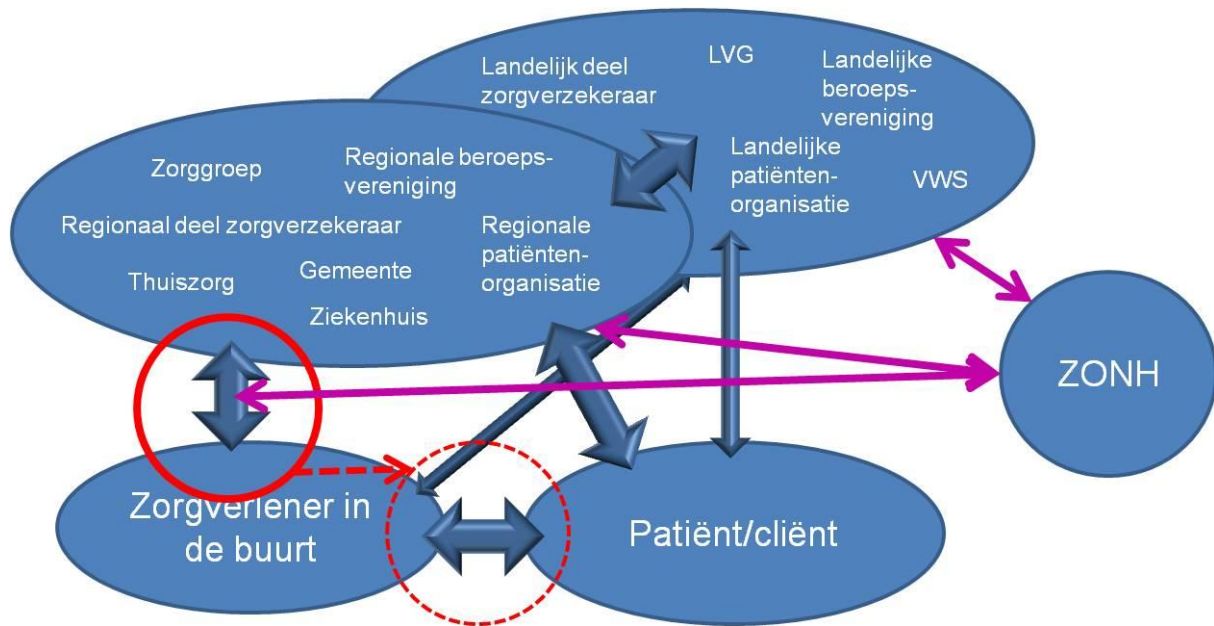 LVG
Landelijk deel
zorgverzekeraar
Landelijke
beroeps-
vereniging
Landelijke
patiënten-
organisatie
VWS
Zorggroep
Regionale beroeps-
vereniging
Regionaal deel zorgverzekeraar
Regionale
patiënten-
organisatie
Thuiszorg
Gemeente
Ziekenhuis
ZONH
Zorgverlener in
de buurt
Patiënt/cliënt